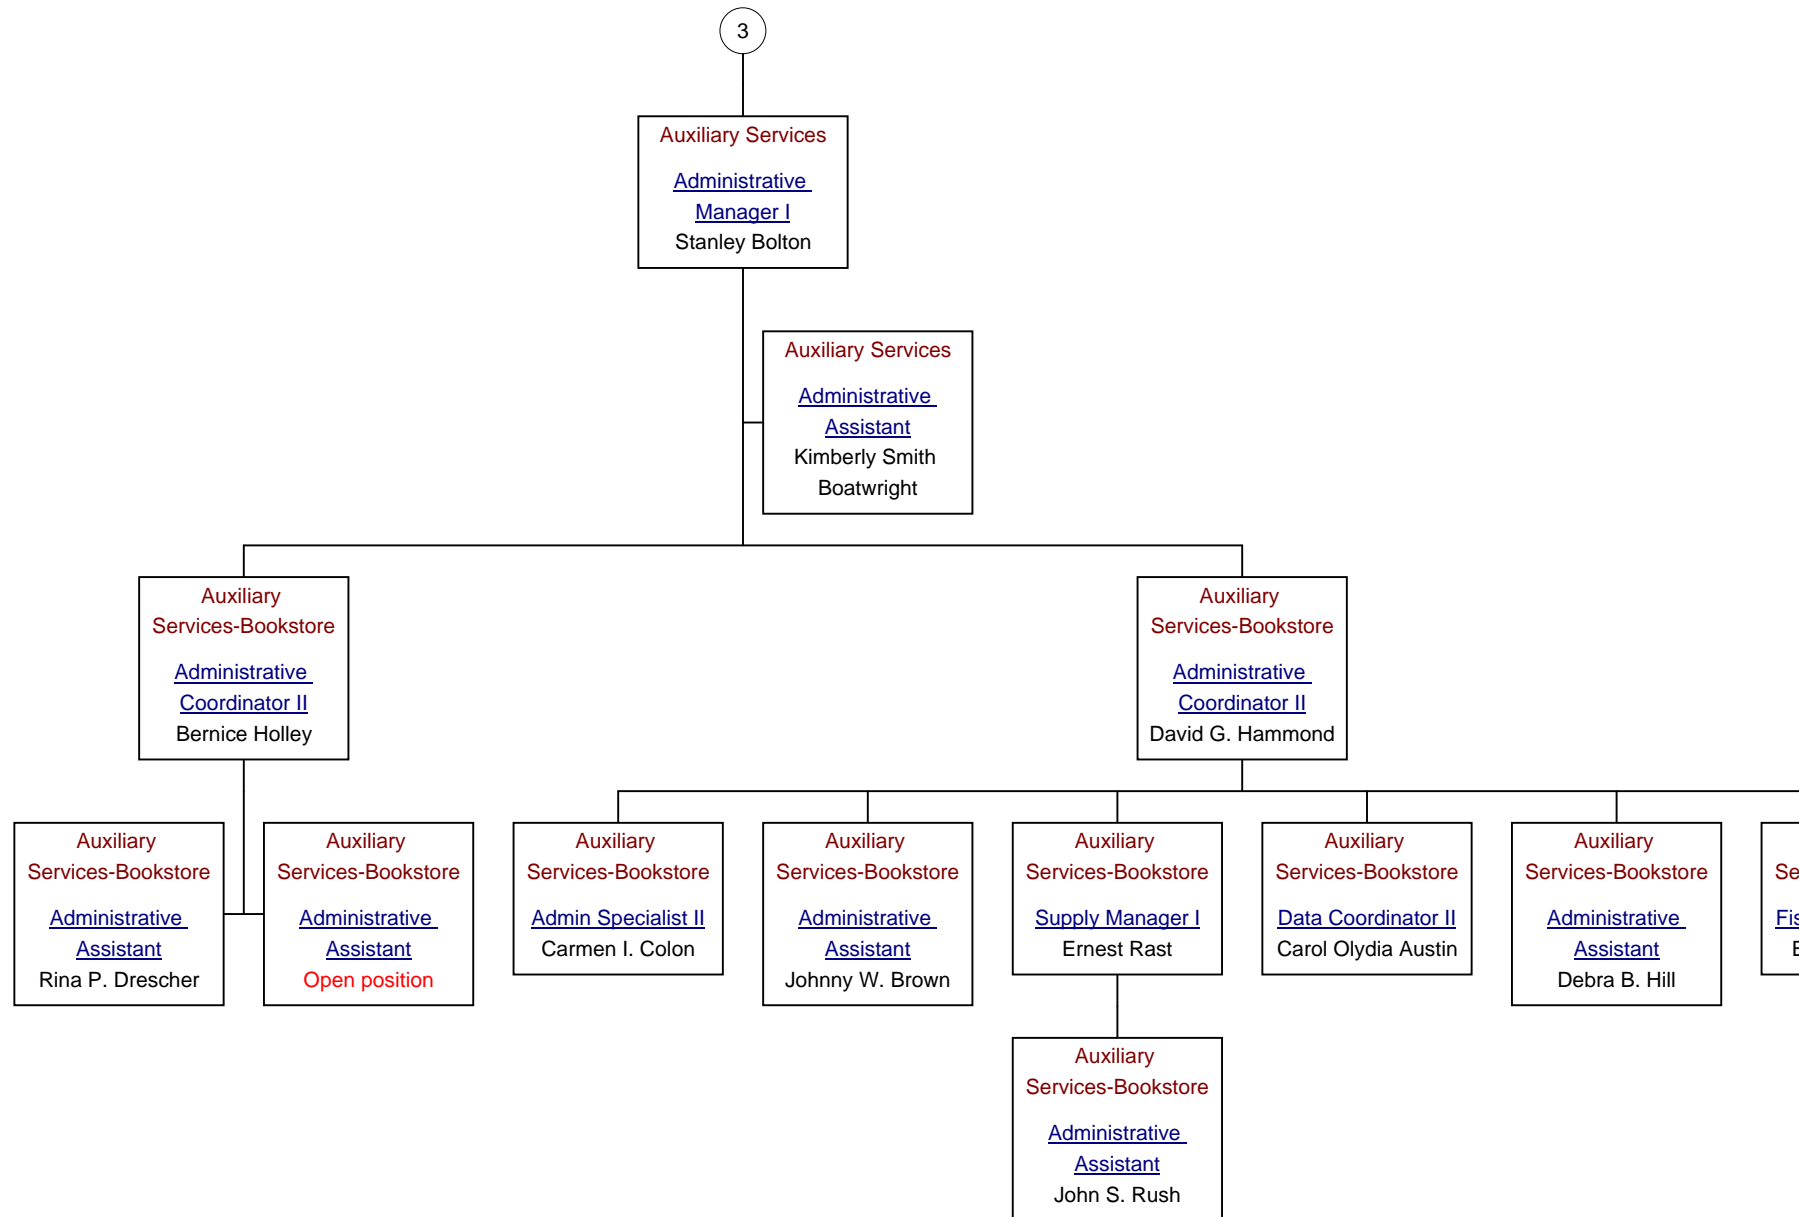 3
Auxiliary Services
Administrative
Manager I
Stanley Bolton
Auxiliary Services
Administrative
Assistant
Kimberly Smith
Boatwright
Auxiliary
Services-Bookstore
Administrative
Coordinator II
Bernice Holley
Auxiliary
Services-Bookstore
Administrative
Coordinator II
David G. Hammond
Auxiliary
Services-Bookstore
Administrative
Assistant
Rina P. Drescher
Auxiliary
Services-Bookstore
Administrative
Assistant
Open position
Auxiliary
Services-Bookstore
Admin Specialist II
Carmen I. Colon
Auxiliary
Services-Bookstore
Administrative
Assistant
Johnny W. Brown
Auxiliary
Services-Bookstore
Supply Manager I
Ernest Rast
Auxiliary
Services-Bookstore
Data Coordinator II
Carol Olydia Austin
Auxiliary
Services-Bookstore
Administrative
Assistant
Debra B. Hill
Auxiliary
Services-Bookstore
Administrative
Assistant
John S. Rush